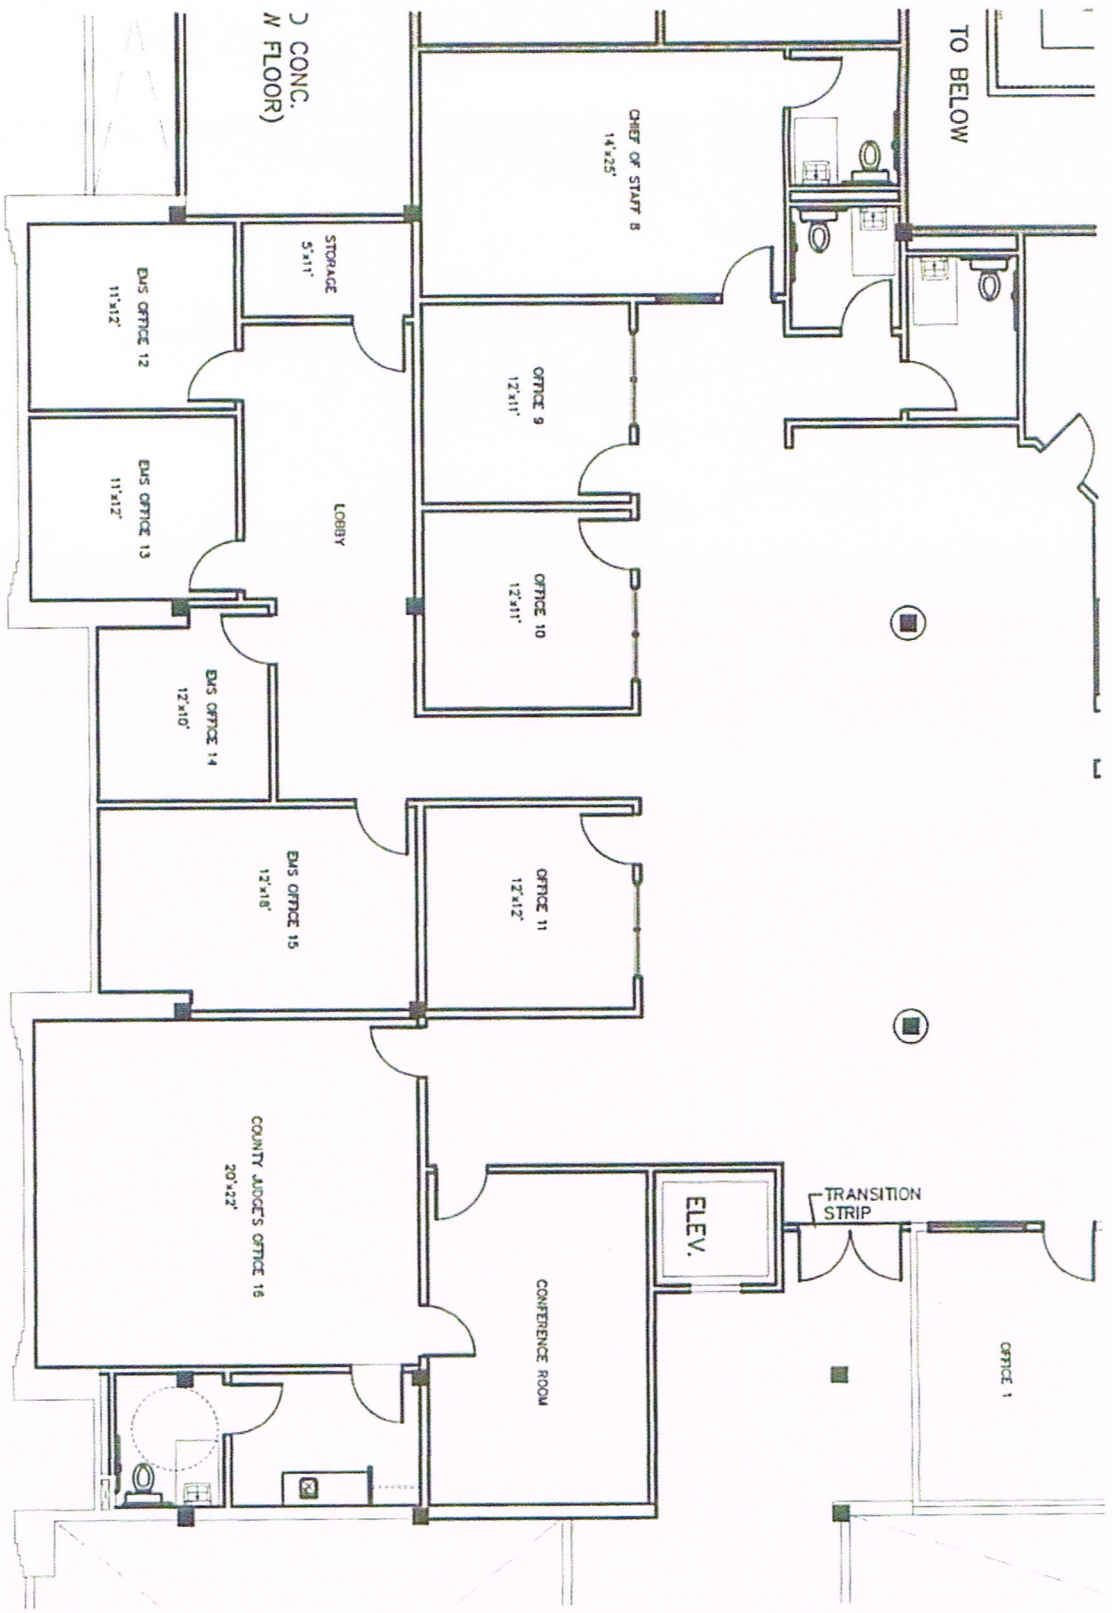 TO BELOW
D CONC.
W FLOOR)
CHIEF OF STAFF 8
14'x25'
STORAGE
5'x11'
EMS OFFICE 12
11'x12'
OFFICE 9
12'x11'
EMS OFFICE 13
11'x12'
LOBBY
OFFICE 10
12'x11'
EMS OFFICE 14
12'x10'
EMS OFFICE 15
12'x18'
OFFICE 11
12'x12'
COUNTY JUDGE'S OFFICE 16
20'x22'
ELEV.
TRANSITION
STRIP
CONFERENCE ROOM
OFFICE 1